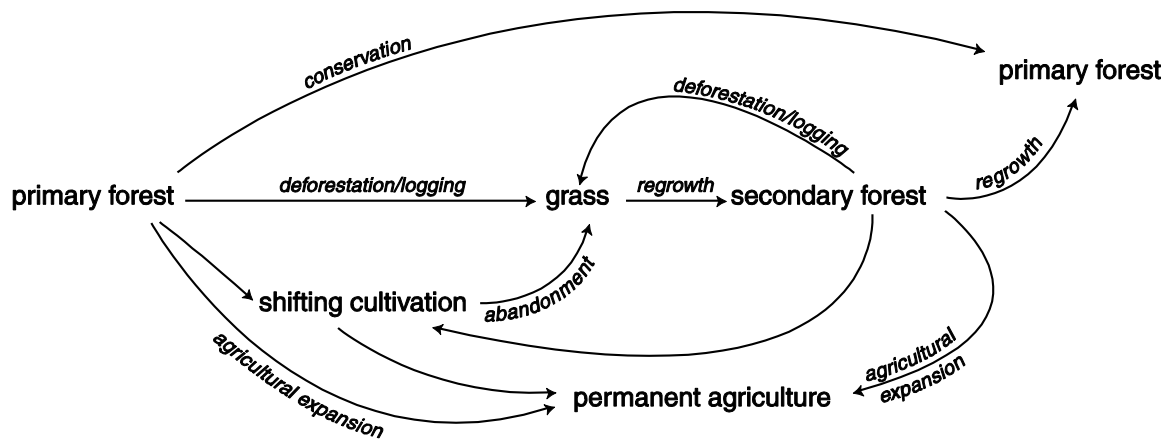 conservation
primary forest
deforestation/logging
primary forest
deforestation/logging
grass
regrowth
secondary forest
regrowth
shifting cultivation
abandonment
agricultural expansion
agricultural
expansion
permanent agriculture